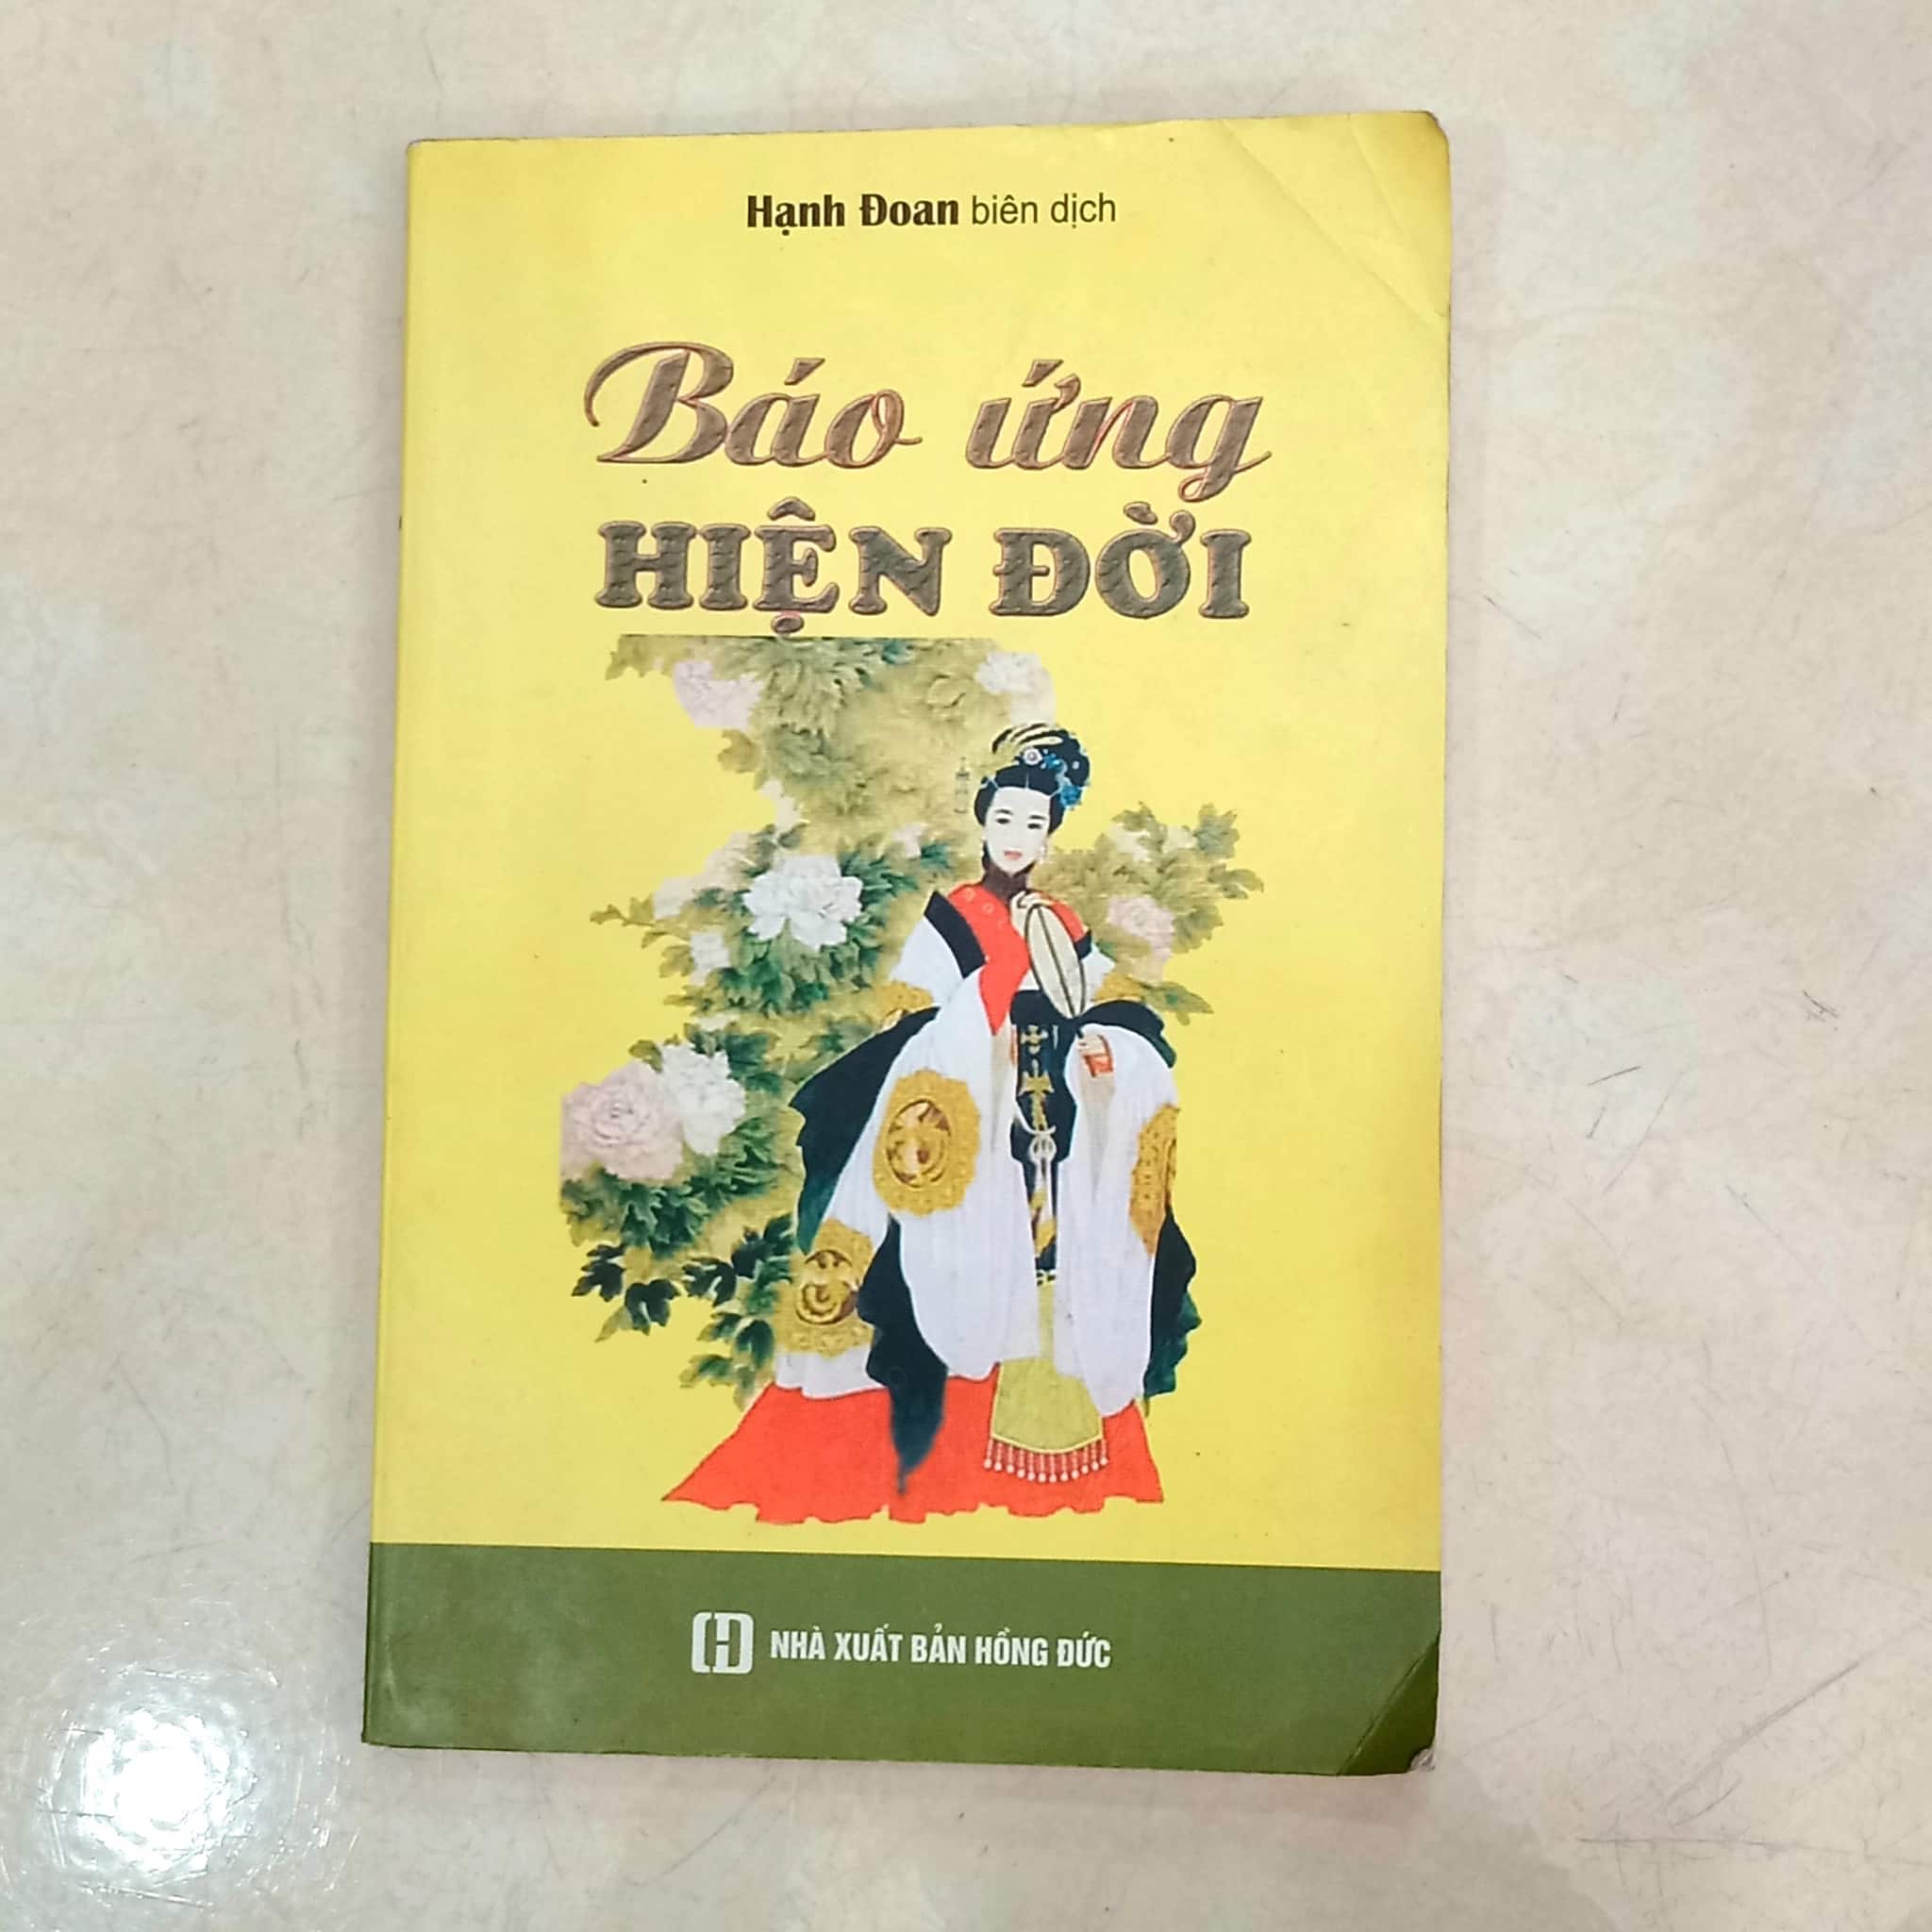 Hạnh Đoan biên dịch
Báo ứng
HIỆN ĐỜI
NHÀ XUẤT BẢN HỒNG ĐỨC